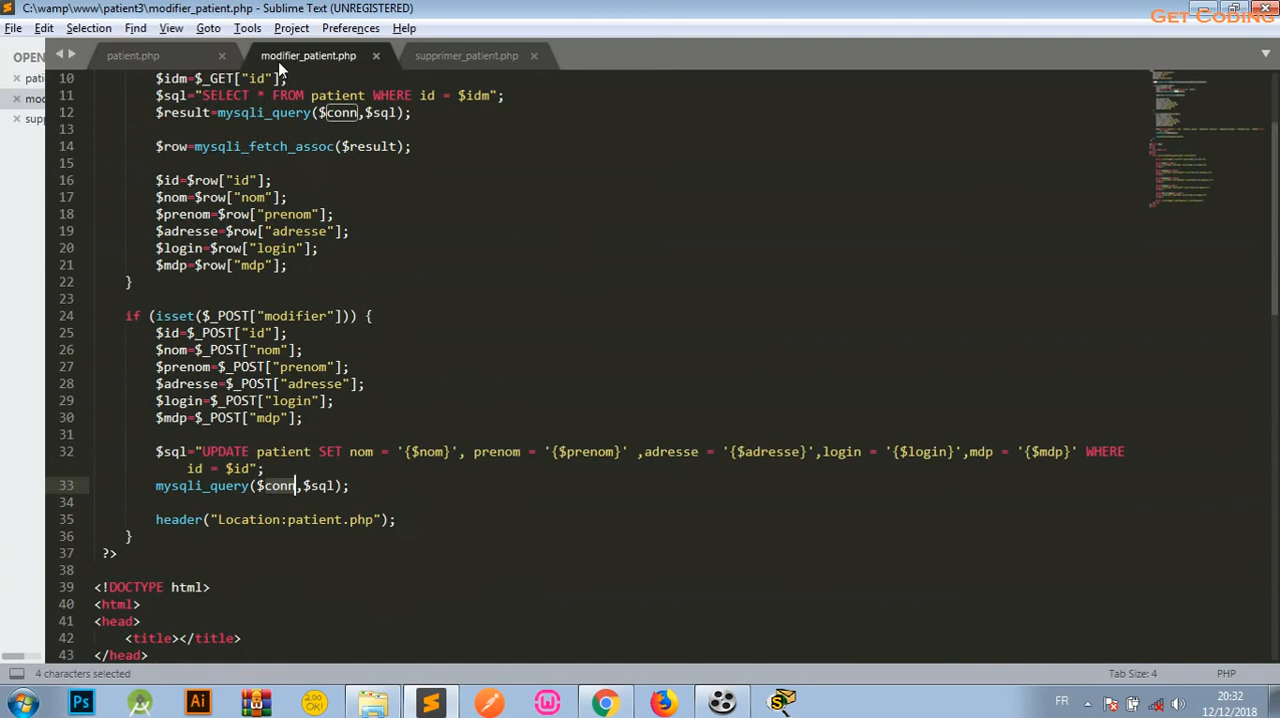 C:\wamp\www\patient3\modifier_patient.php - Sublime Text (UNREGISTERED)
GET CODING
File Edit Selection Find View Goto Tools Project Preferences Help
OPEN
patient.php
modifier_patient.php
supprimer_patient.php
10 $idm=$_GET["id"];
11 $sql="SELECT * FROM patient WHERE id = $idm";
12 $result=mysqli_query($conn,$sql);
13
14 $row=mysqli_fetch_assoc($result);
15
16 $id=$row["id"];
17 $nom=$row["nom"];
18 $prenom=$row["prenom"];
19 $adresse=$row["adresse"];
20 $login=$row["login"];
21 $mdp=$row["mdp"];
22 }
23
24 if (isset($_POST["modifier"])) {
25 $id=$_POST["id"];
26 $nom=$_POST["nom"];
27 $prenom=$_POST["prenom"];
28 $adresse=$_POST["adresse"];
29 $login=$_POST["login"];
30 $mdp=$_POST["mdp"];
31
32 $sql="UPDATE patient SET nom = '{$nom}', prenom = '{$prenom}' ,adresse = '{$adresse}',login = '{$login}',mdp = '{$mdp}' WHERE
id = $id";
33 mysqli_query($conn,$sql);
34
35 header("Location:patient.php");
36 }
37 ?>
38
39 <!DOCTYPE html>
40 <html>
41 <head>
42 <title></title>
43 </head>
4 characters selected
Tab Size: 4
PHP
Ps
Ai
FR
20:32
12/12/2018